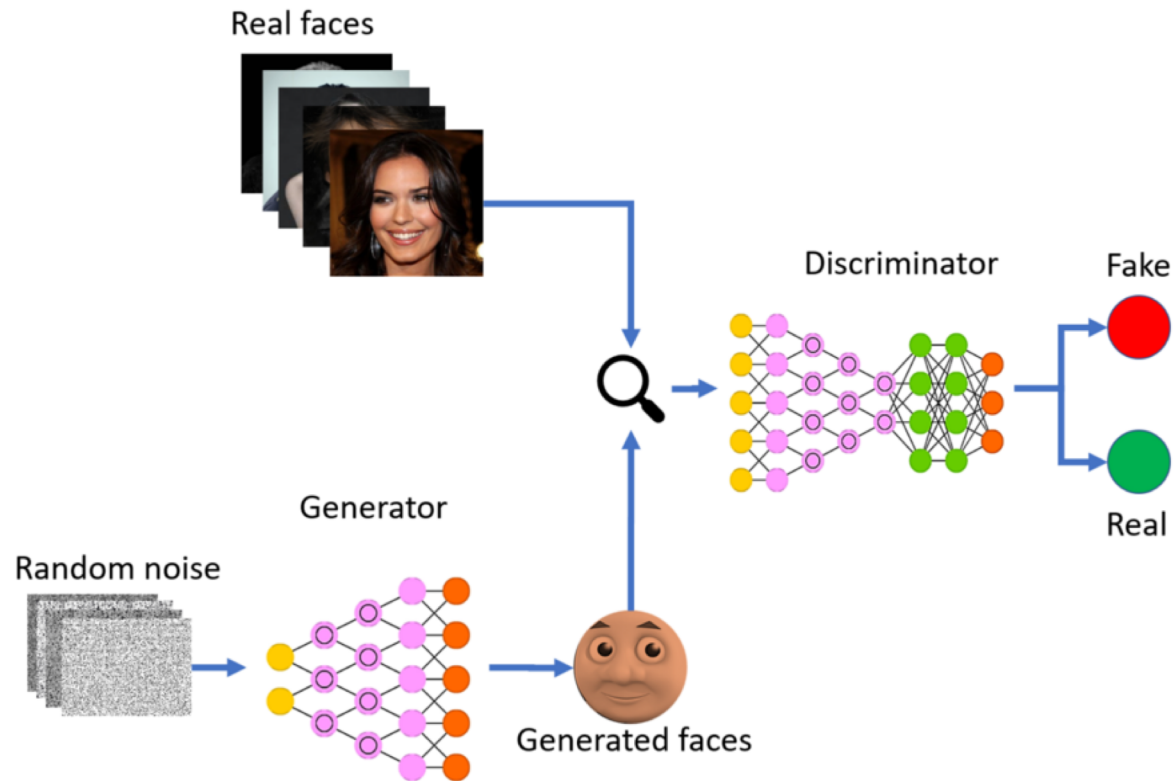 Real faces
Discriminator
Fake
Generator
Real
Random noise
Generated faces